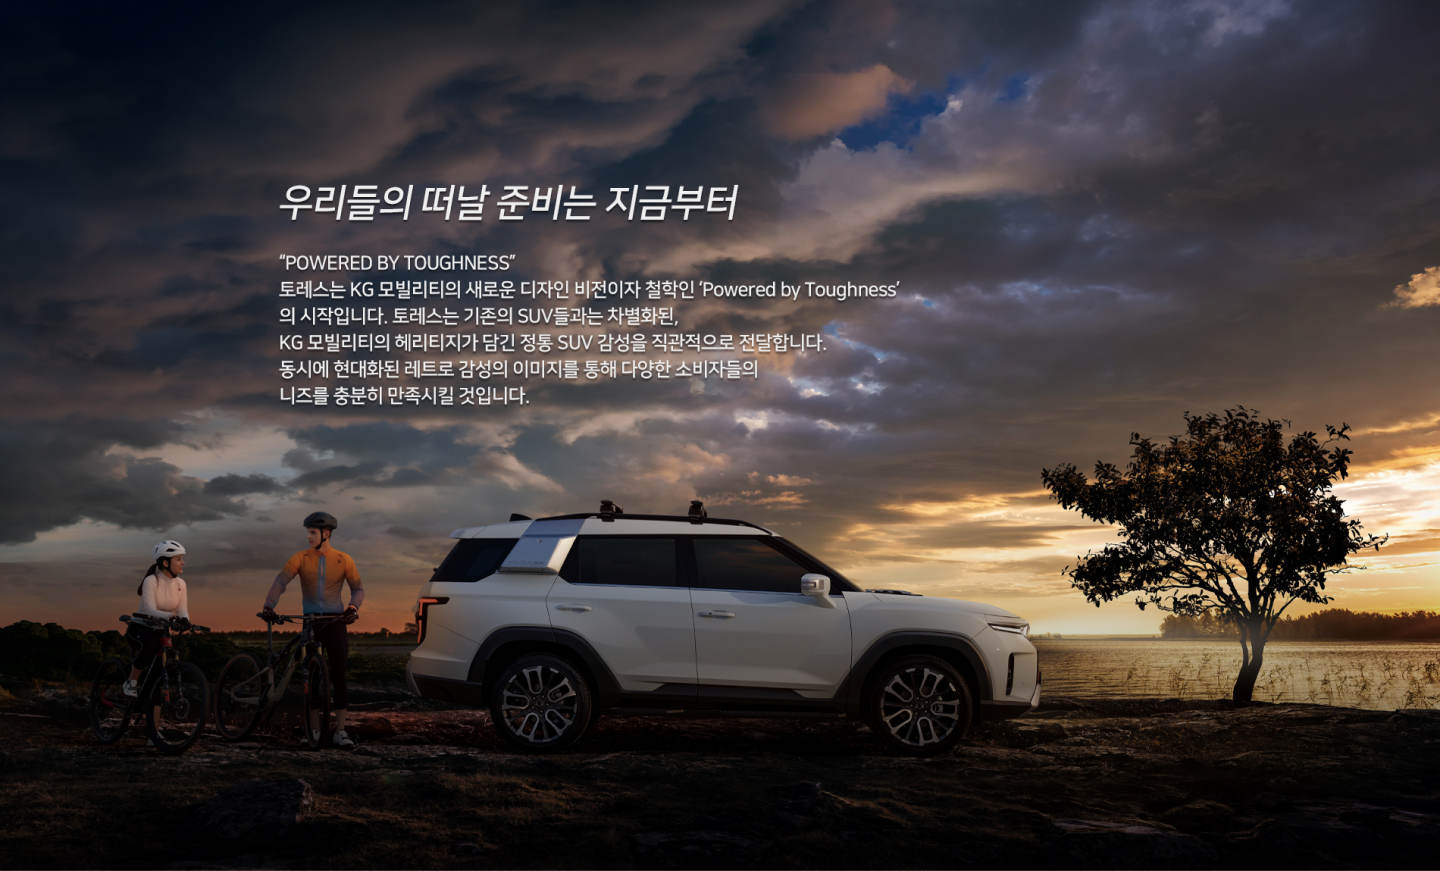 우리들의 떠날 준비는 지금부터
“POWERED BY TOUGHNESS”
토레스는 KG 모빌리티의 새로운 디자인 비전이자 철학인 ‘Powered by Toughness’
의 시작입니다. 토레스는 기존의 SUV들과는 차별화된,
KG 모빌리티의 헤리티지가 담긴 정통 SUV 감성을 직관적으로 전달합니다.
동시에 현대화된 레트로 감성의 이미지를 통해 다양한 소비자들의
니즈를 충분히 만족시킬 것입니다.